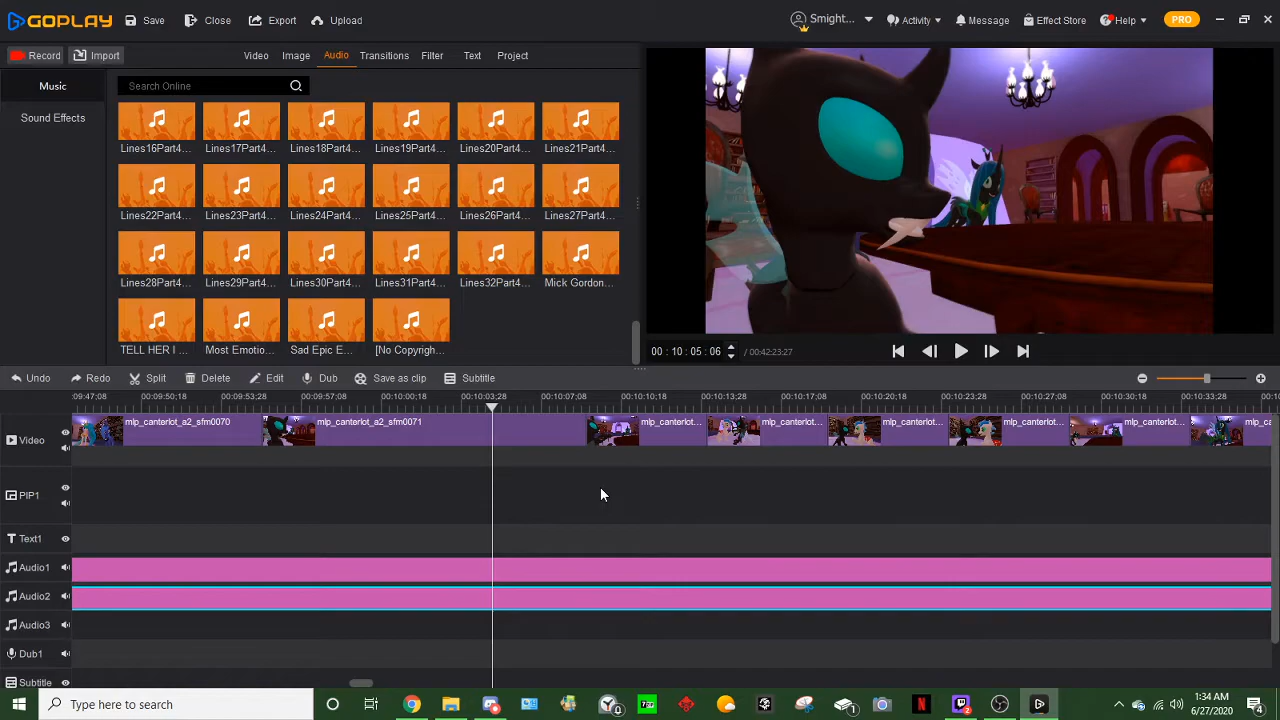 GOPLAY Save Close Export Upload Smight... Activity Message Effect Store Help PRO
Record Import Video Image Audio Transitions Filter Text Project
Music Search Online
Sound Effects
Lines16Part4... Lines17Part4... Lines18Part4... Lines19Part4... Lines20Part4... Lines21Part4...
Lines22Part4... Lines23Part4... Lines24Part4... Lines25Part4... Lines26Part4... Lines27Part4...
Lines28Part4... Lines29Part4... Lines30Part4... Lines31Part4... Lines32Part4... Mick Gordon...
TELL HER I ... Most Emotio... Sad Epic E... [No Copyrigh...
00 : 10 : 05 : 06 / 00:42:23:27
Undo Redo Split Delete Edit Dub Save as clip Subtitle
:09:47;08 00:09:50;18 00:09:53;28 00:09:57;08 00:10:00;18 00:10:03;28 00:10:07;08 00:10:10;18 00:10:13;28 00:10:17;08 00:10:20;18 00:10:23;28 00:10:27;08 00:10:30;18 00:10:33;28 00:10
Video mlp_canterlot_a2_sfm0070 mlp_canterlot_a2_sfm0071 mlp_canterlot... mlp_canterlot... mlp_canterlot... mlp_canterlot... mlp_canterlot... mlp_c
PIP1
Text1
Audio1
Audio2
Audio3
Dub1
Subtitle
Type here to search
1:34 AM
6/27/2020